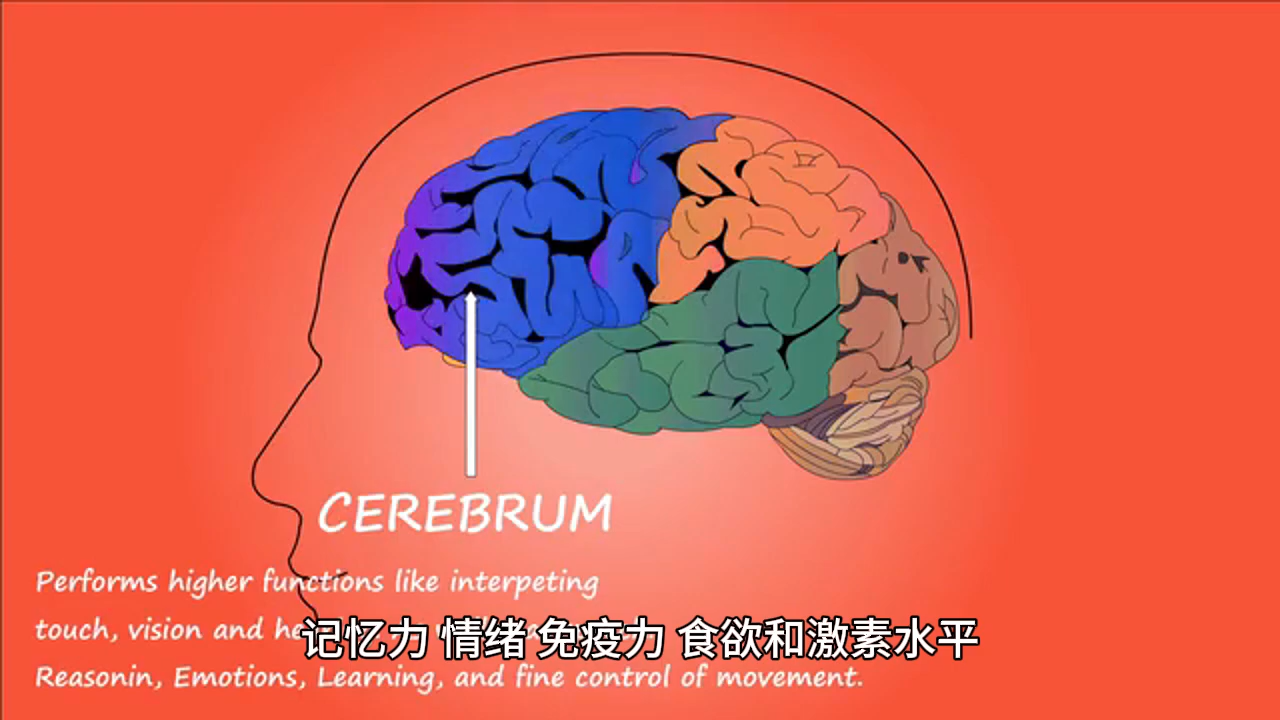 CEREBRUM
Performs higher functions like interpeting
touch, vision and
记忆力 情绪 免疫力 食欲和激素水平
Reasonin, Emotions, Learning, and fine control of movement.